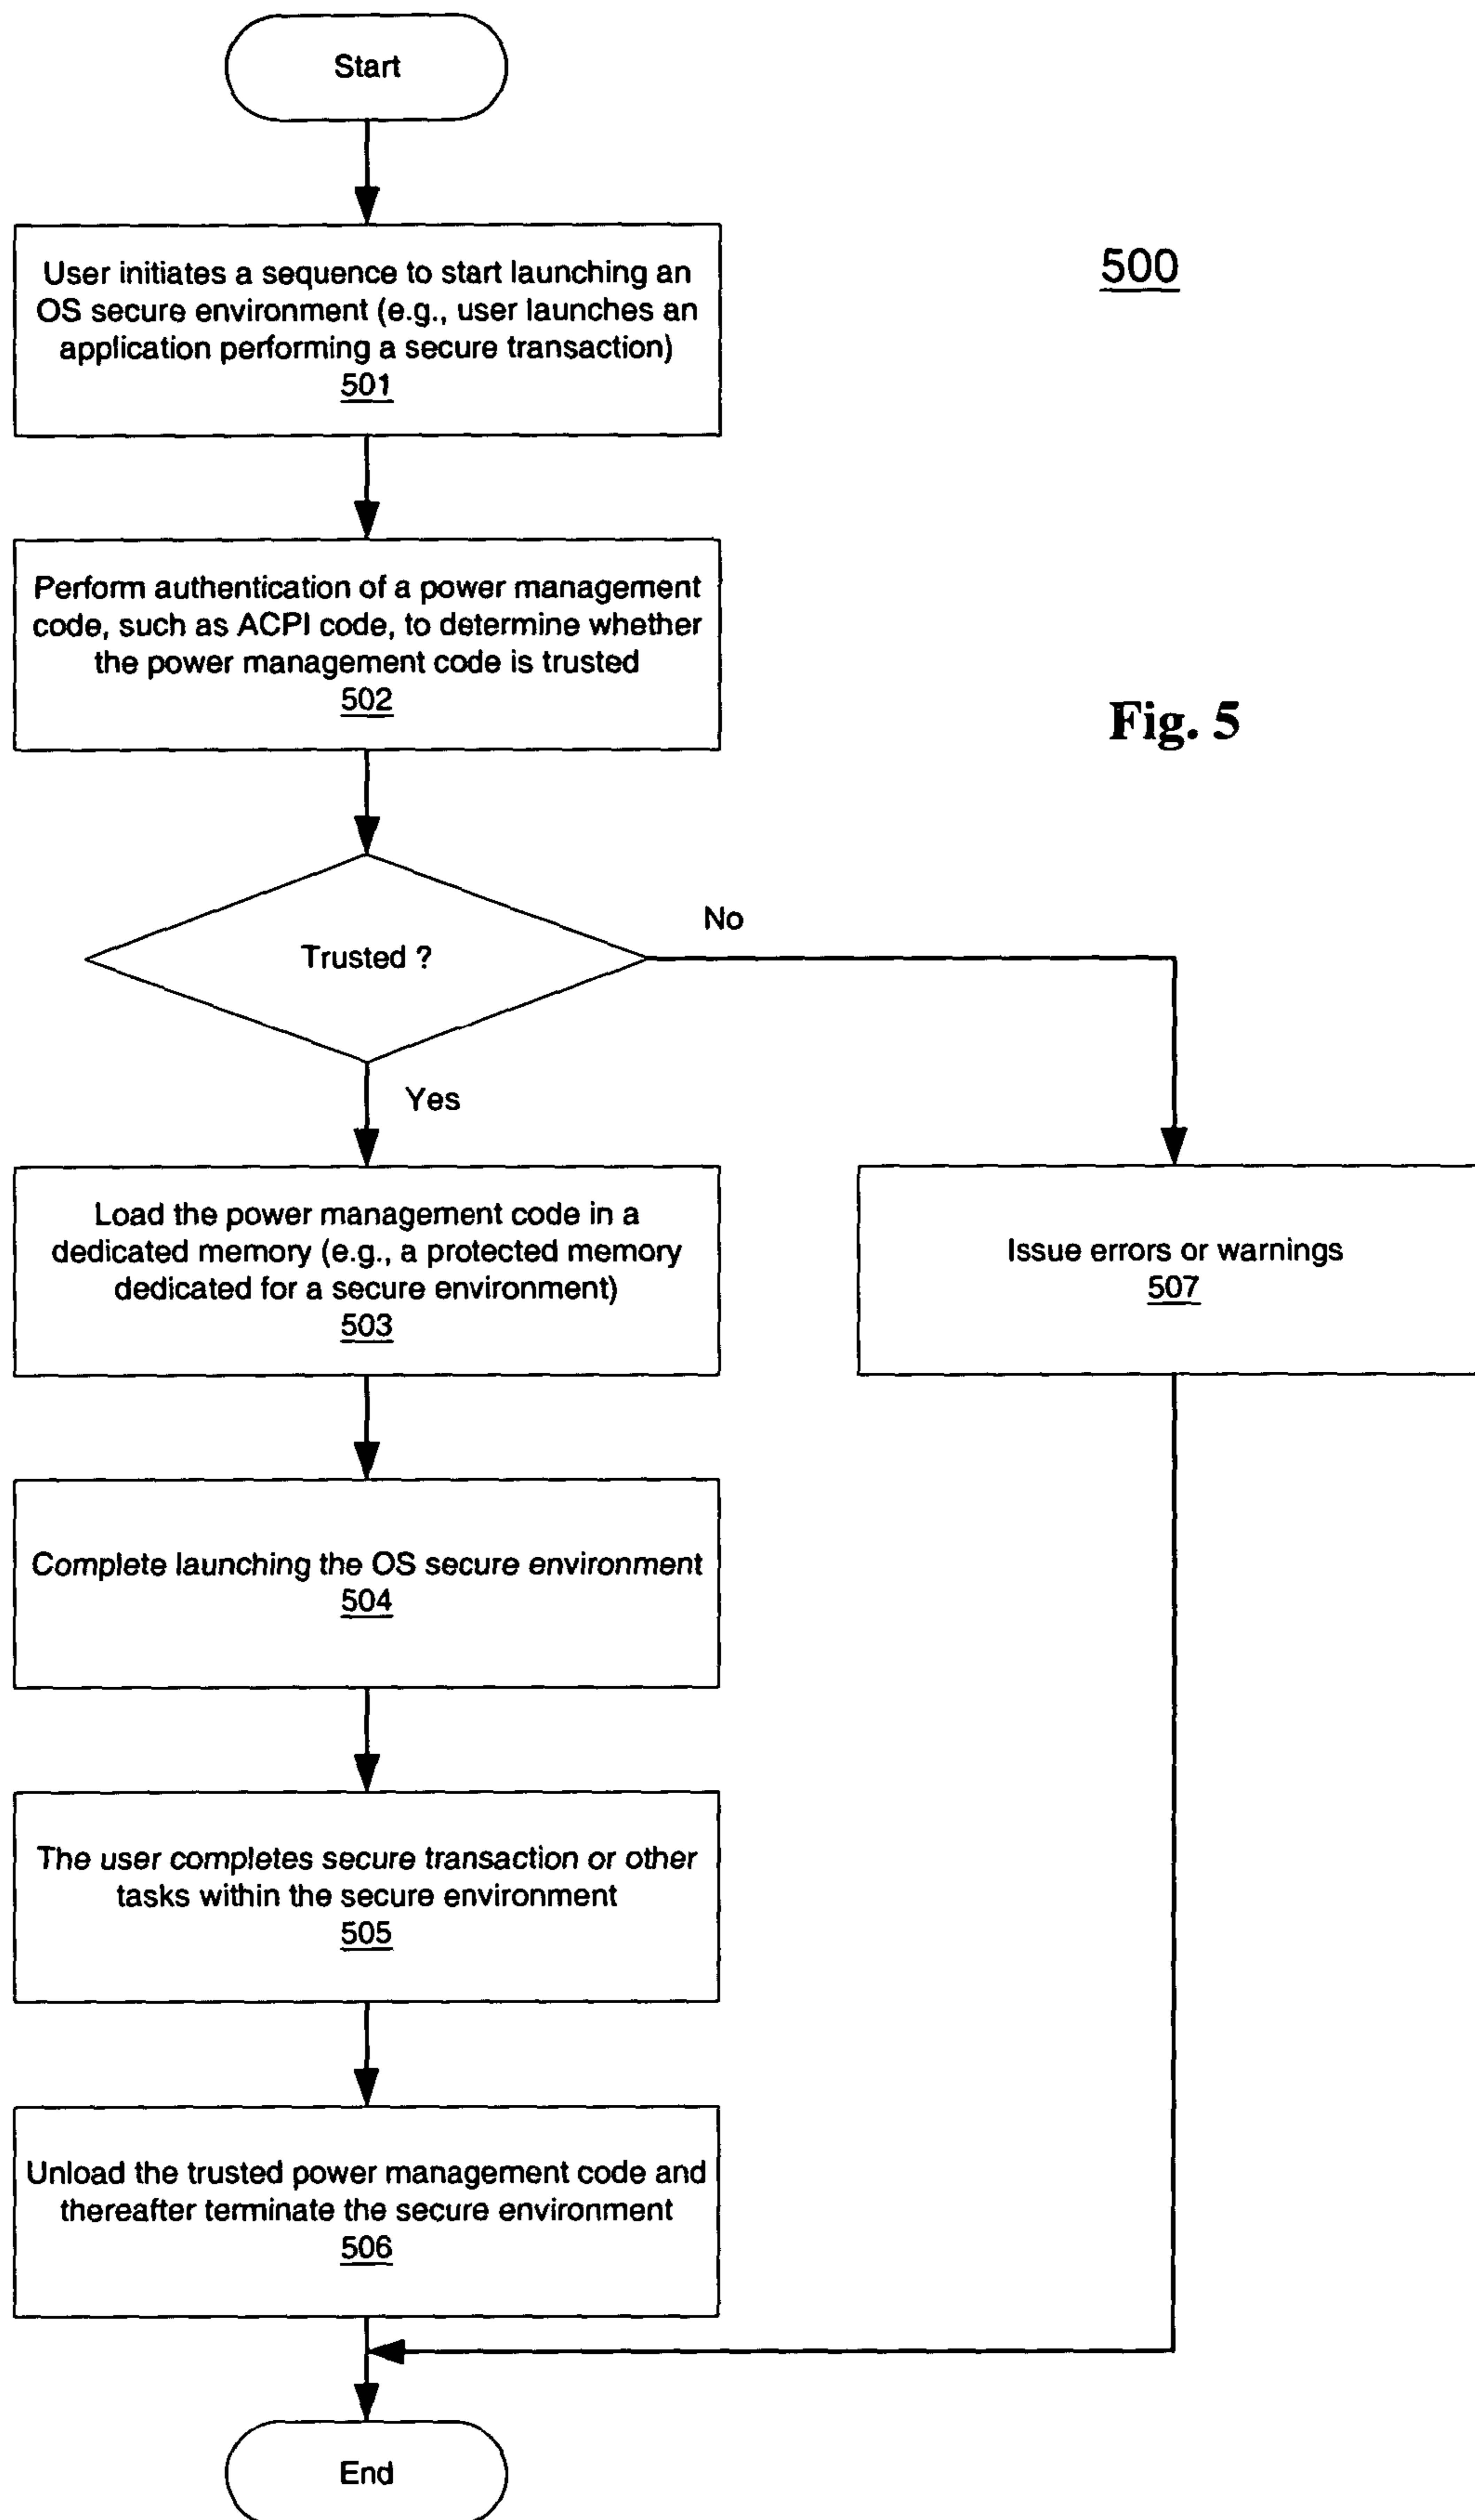 Start
User initiates a sequence to start launching an
OS secure environment (e.g., user launches an
application performing a secure transaction)
501
500
Perform authentication of a power management
code, such as ACPI code, to determine whether
the power management code is trusted
502
Fig. 5
Trusted ?
No
Yes
Load the power management code in a
dedicated memory (e.g., a protected memory
dedicated for a secure environment)
503
Issue errors or warnings
507
Complete launching the OS secure environment
504
The user completes secure transaction or other
tasks within the secure environment
505
Unload the trusted power management code and
thereafter terminate the secure environment
506
End